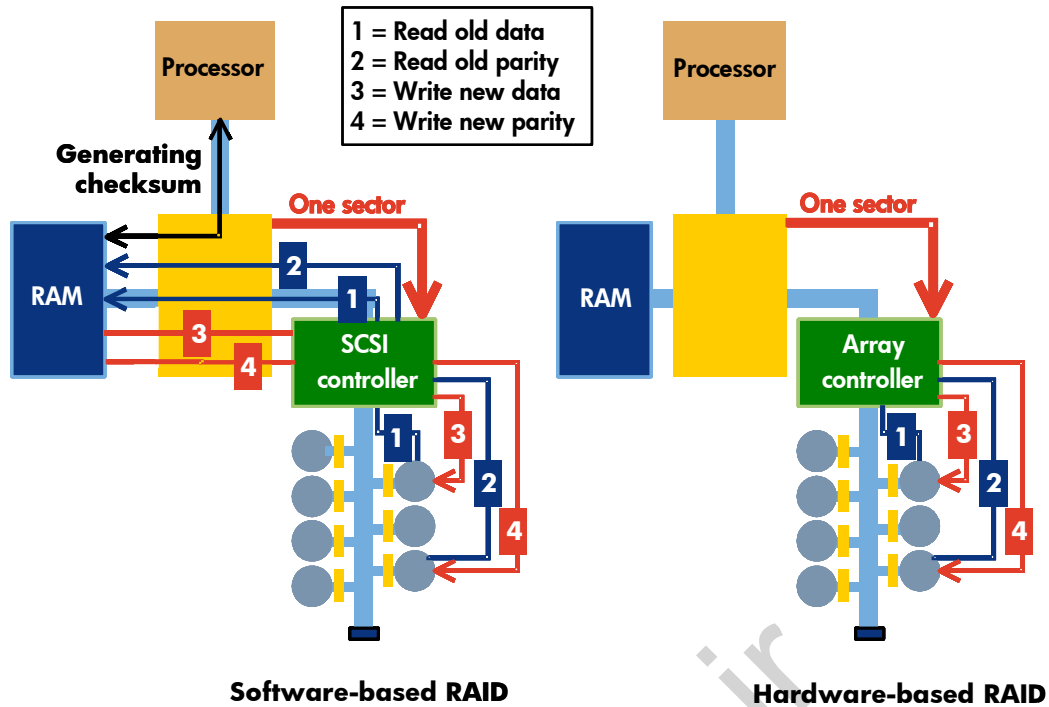 1 = Read old data
2 = Read old parity
3 = Write new data
4 = Write new parity
Processor
Generating
checksum
One sector
RAM
2
1
3
4
SCSI
controller
1
3
2
4
Software-based RAID
Processor
One sector
RAM
Array
controller
1
3
2
4
Hardware-based RAID
ir